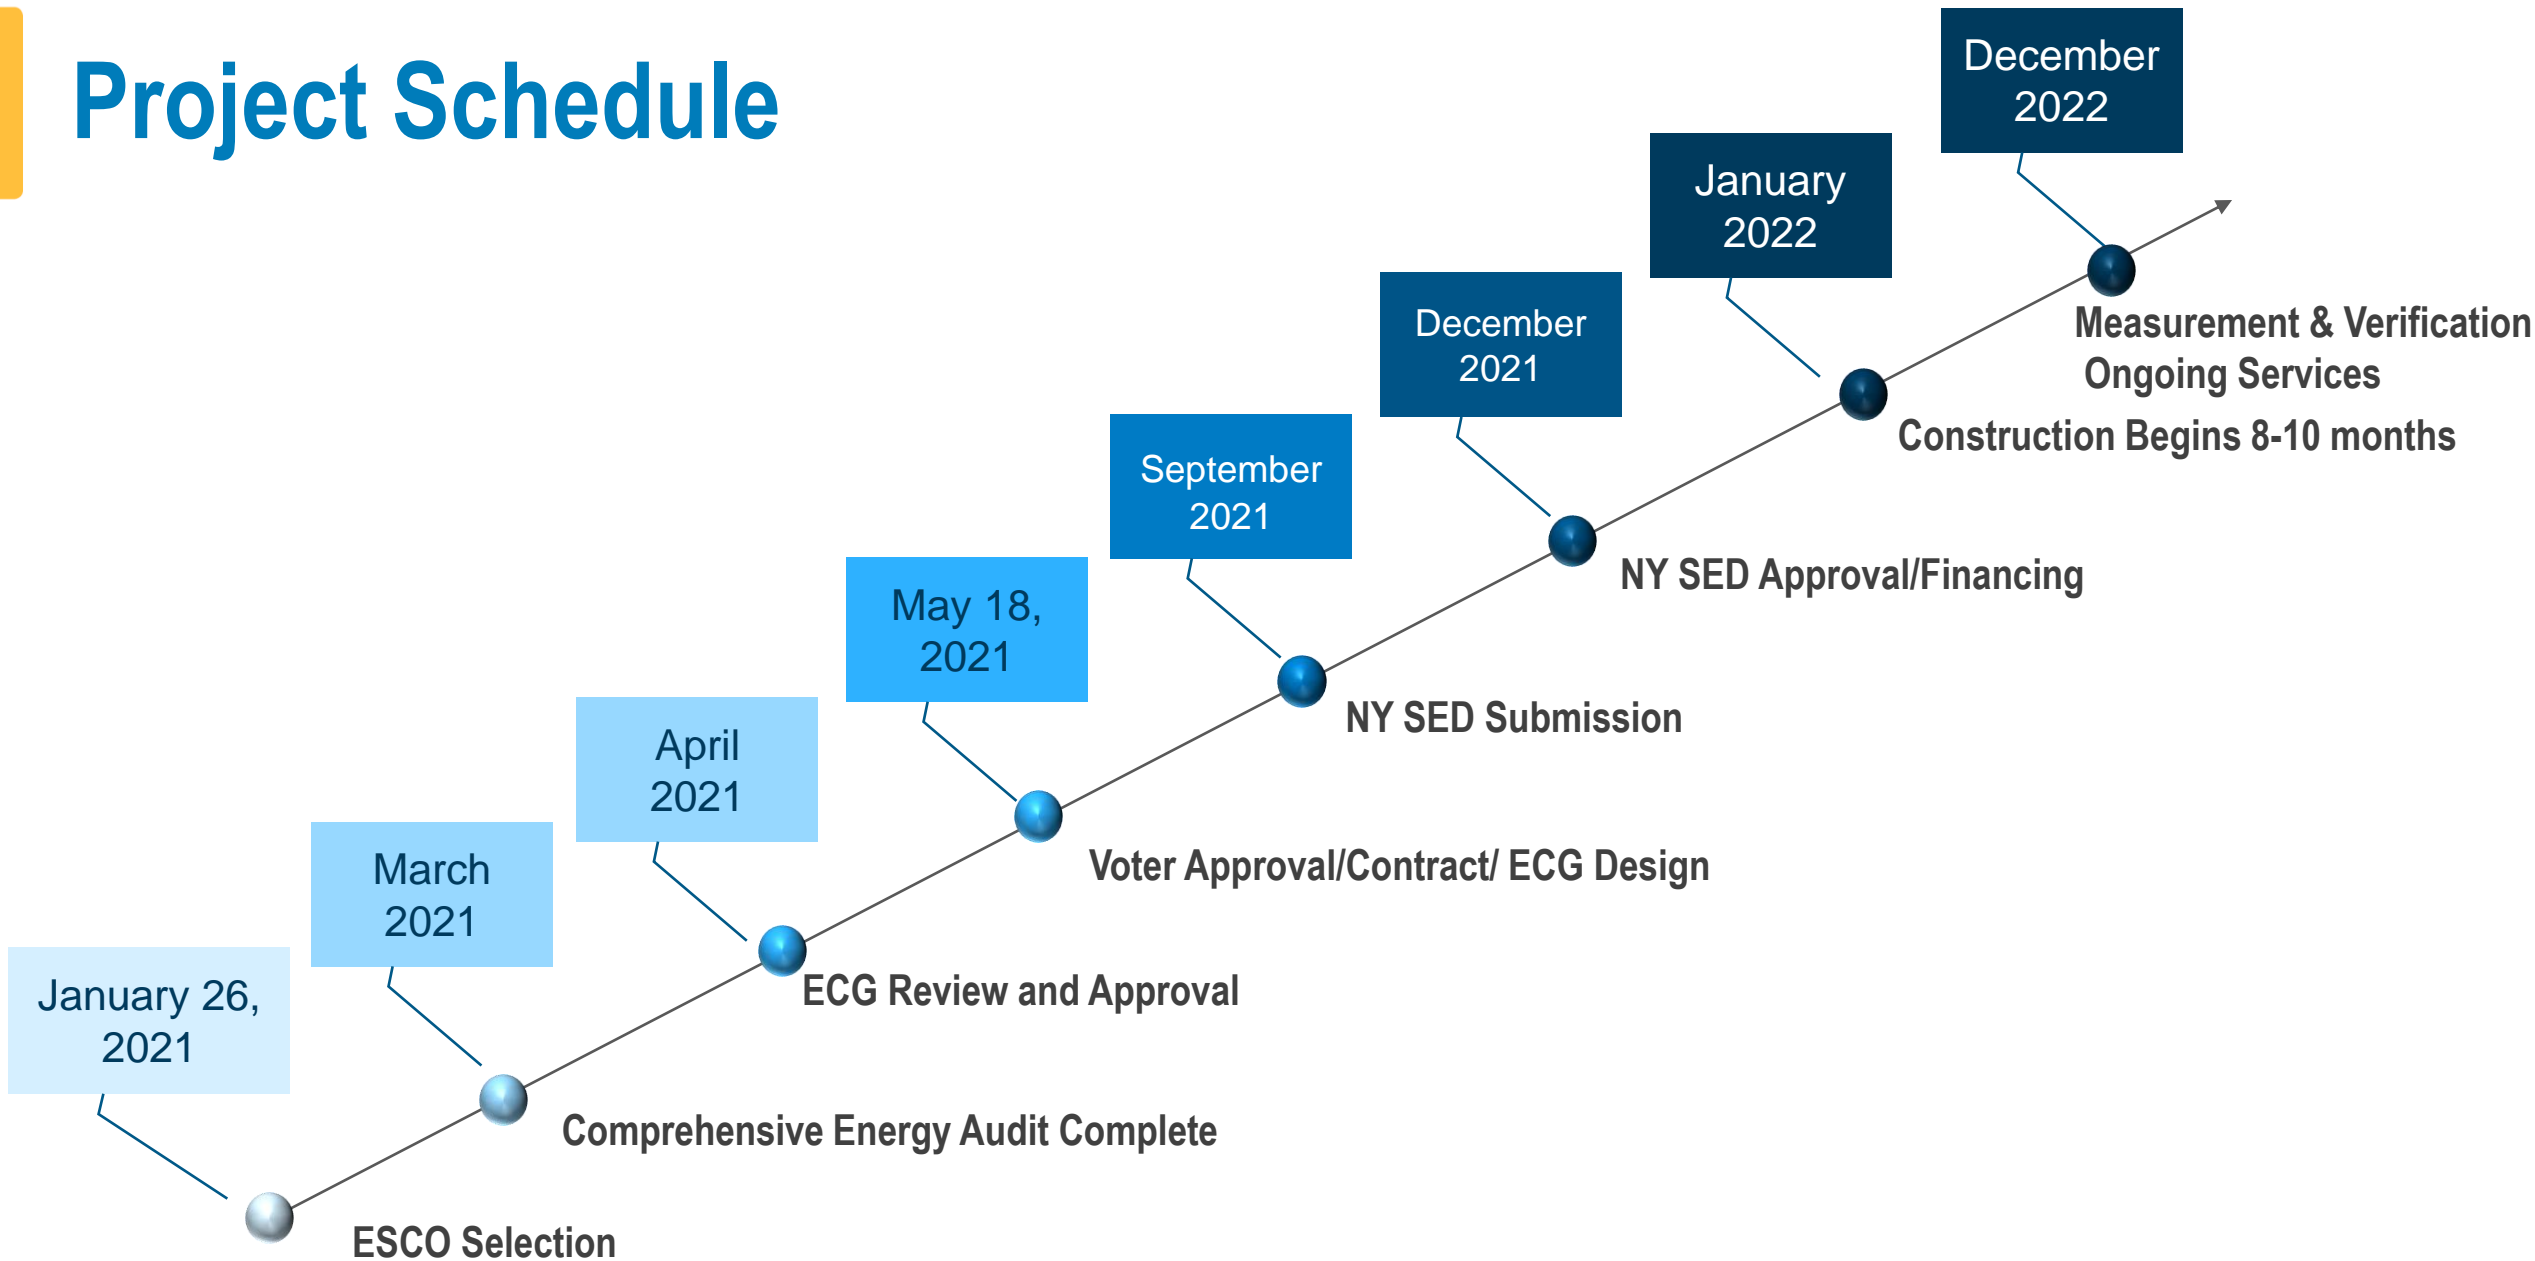 Project Schedule
January 26,
2021
ESCO Selection
March
2021
Comprehensive Energy Audit Complete
April
2021
ECG Review and Approval
May 18,
2021
Voter Approval/Contract/ ECG Design
September
2021
NY SED Submission
December
2021
NY SED Approval/Financing
January
2022
Construction Begins 8-10 months
December
2022
Measurement & Verification
Ongoing Services